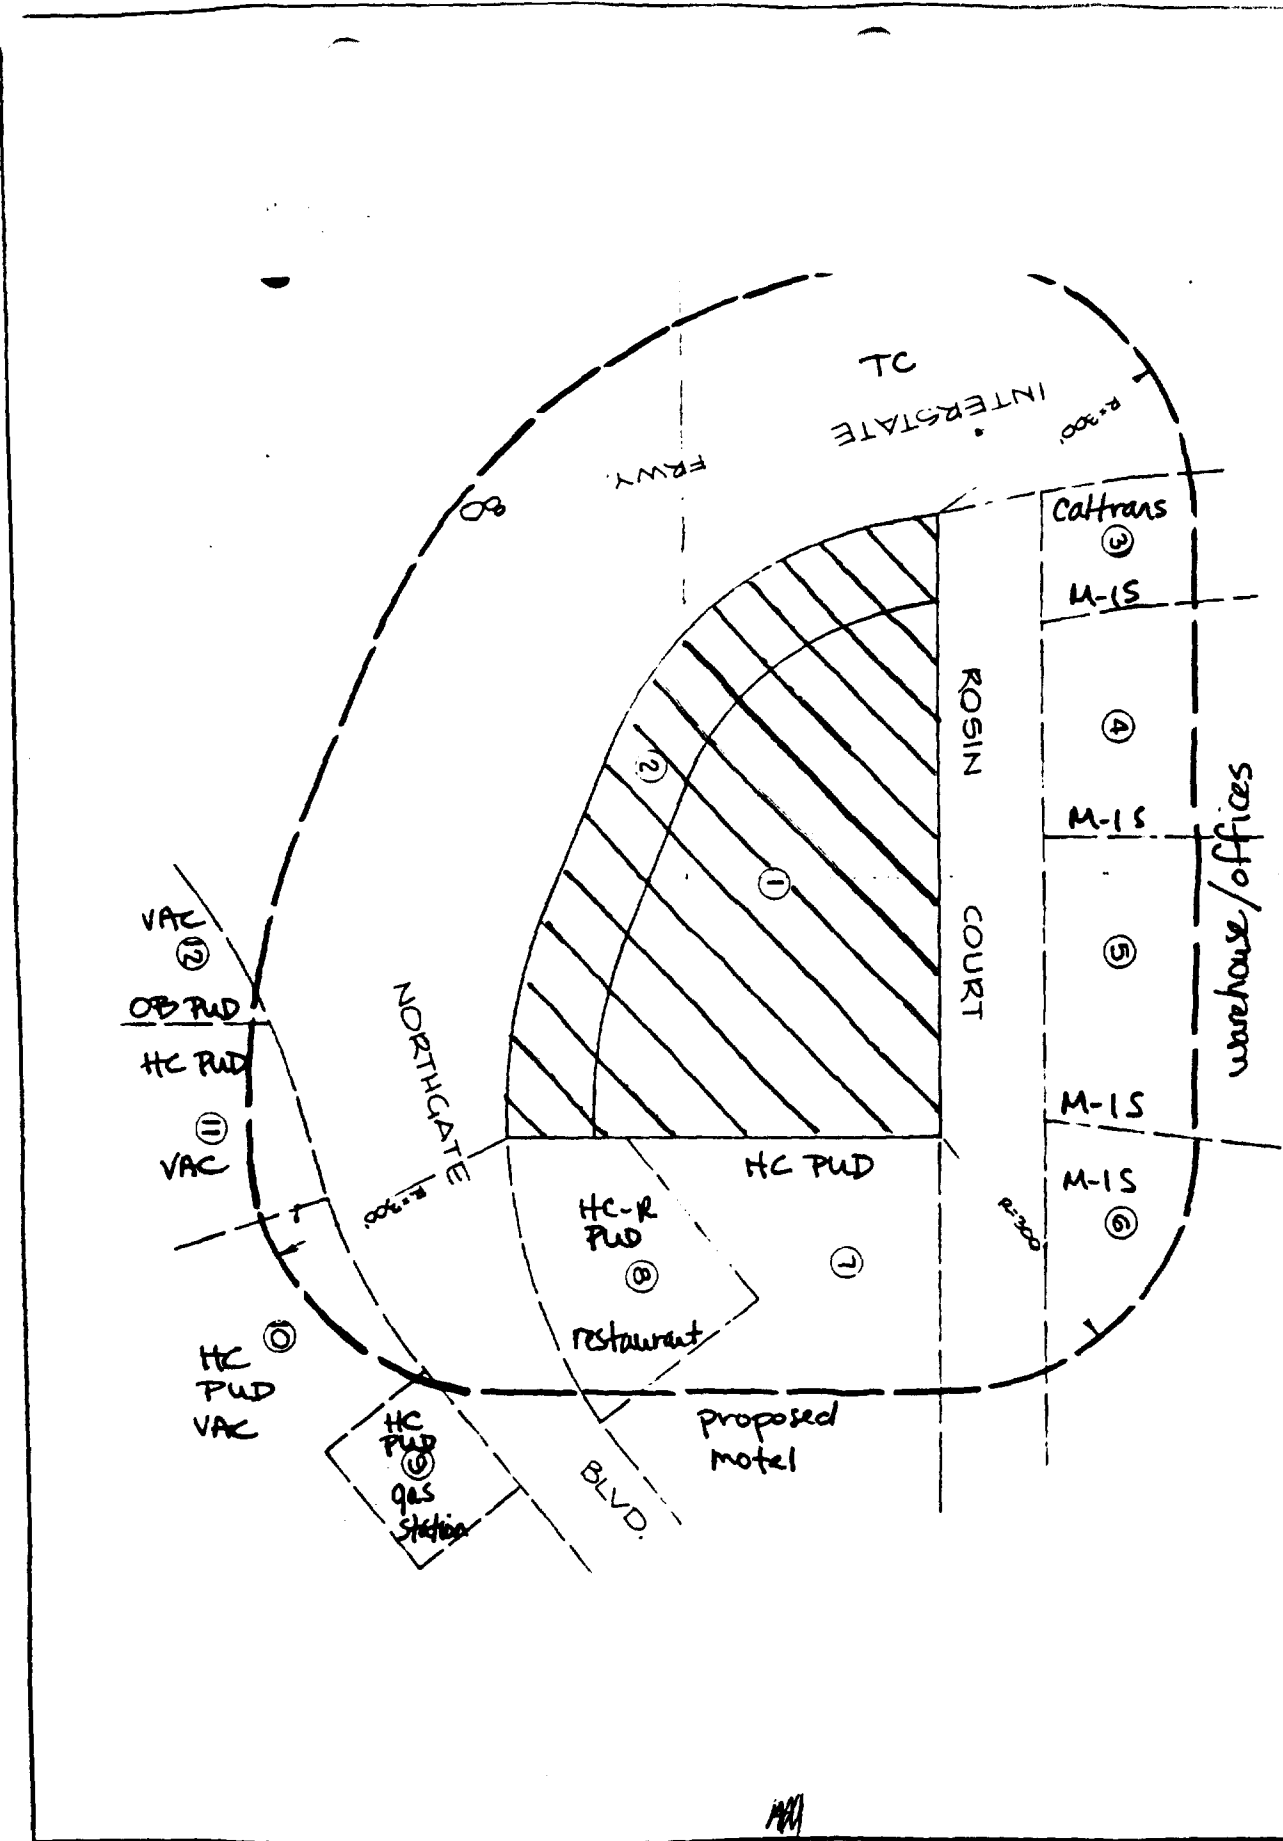 TC
INTERSTATE
FRWY.
80
R=300'
Caltrans
3
M-1S
ROSIN
COURT
4
M-1S
5
M-1S
warehouse/offices
M-1S
6
R=300
2
1
VAC
12
OB PUD
HC PUD
11
VAC
NORTHGATE
R=300'
HC PUD
HC-R
PUD
8
restaurant
7
10
HC
PUD
VAC
HC
PUD
9
gas
station
proposed
motel
BLVD.